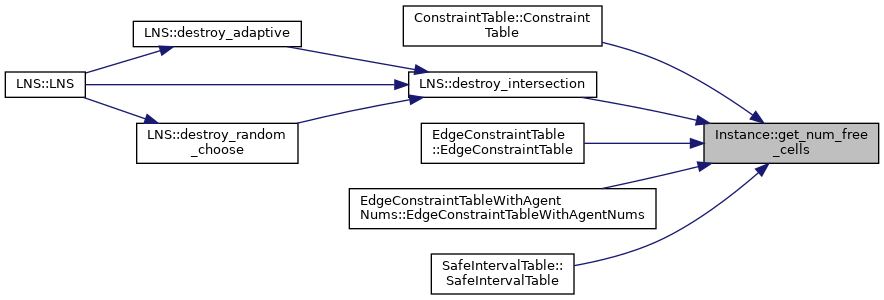 LNS::LNS
LNS::destroy_adaptive
LNS::destroy_random
_choose
ConstraintTable::Constraint
Table
LNS::destroy_intersection
EdgeConstraintTable
::EdgeConstraintTable
EdgeConstraintTableWithAgent
Nums::EdgeConstraintTableWithAgentNums
SafeIntervalTable::
SafeIntervalTable
Instance::get_num_free
_cells